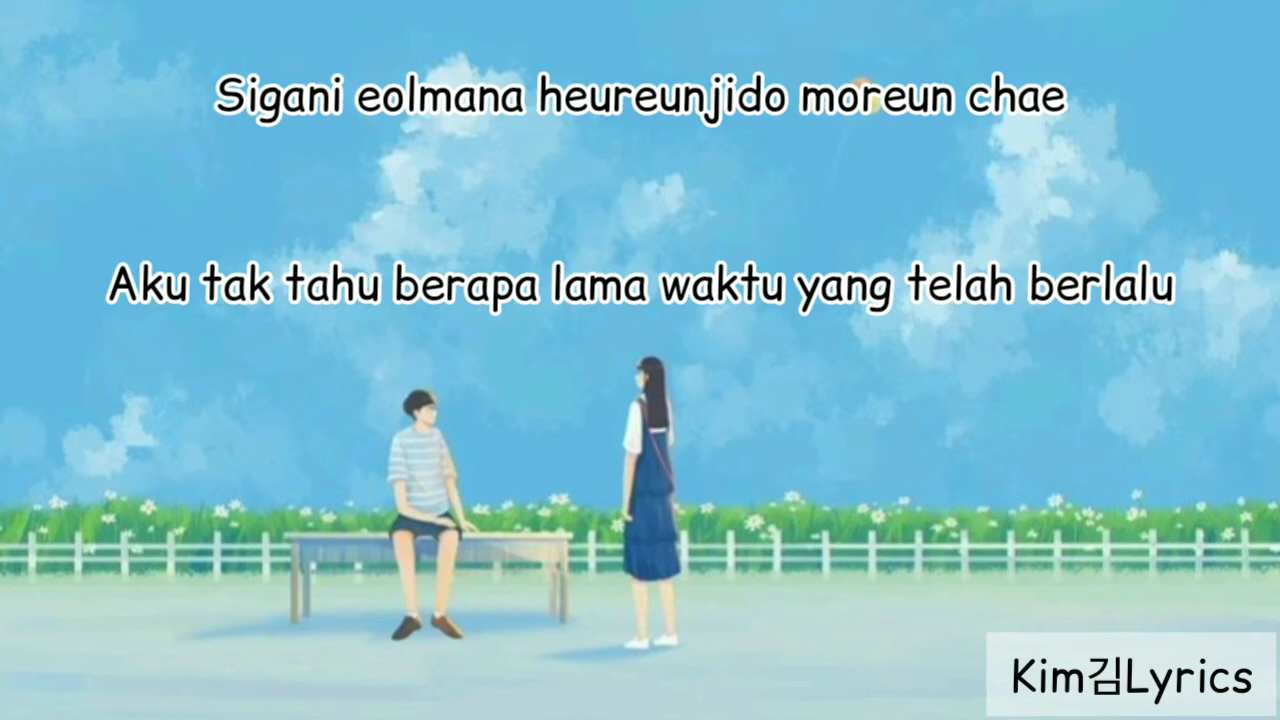 Sigani eolmana heureunjido moreun chae
Aku tak tahu berapa lama waktu yang telah berlalu
Kim김Lyrics